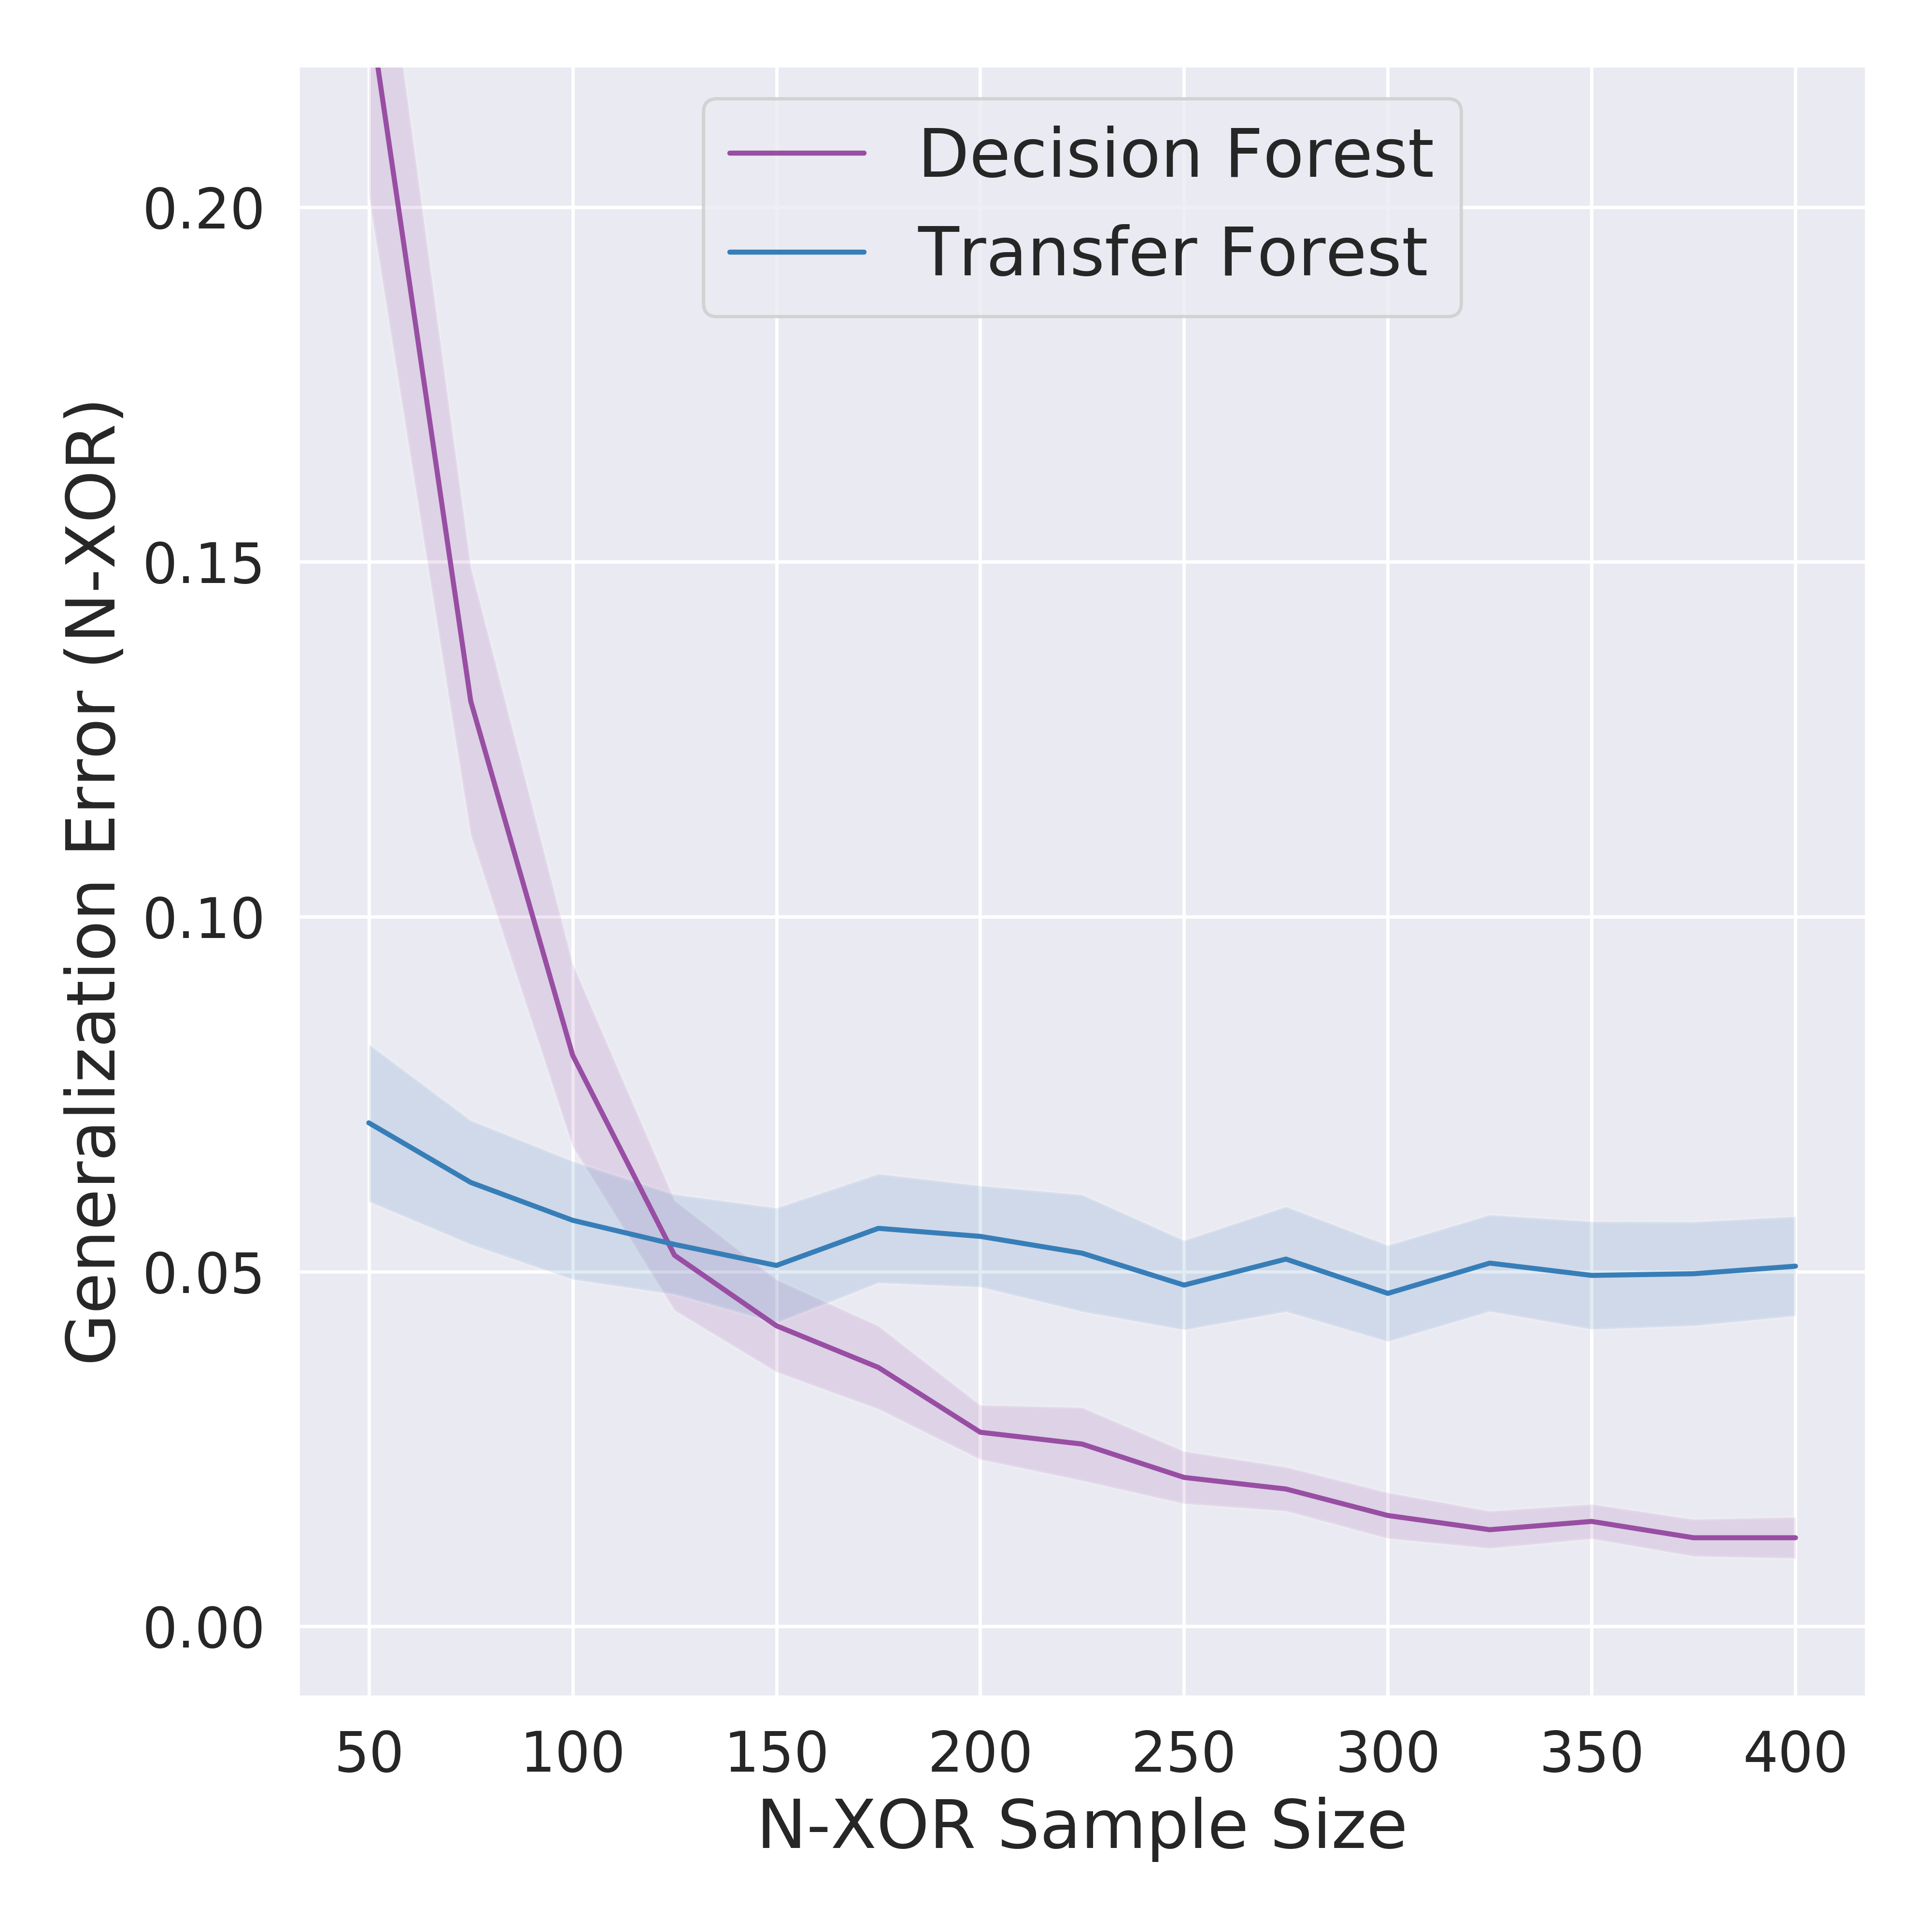 Decision Forest
Transfer Forest
Generalization Error (N-XOR)
0.20
0.15
0.10
0.05
0.00
50 100 150 200 250 300 350 400
N-XOR Sample Size